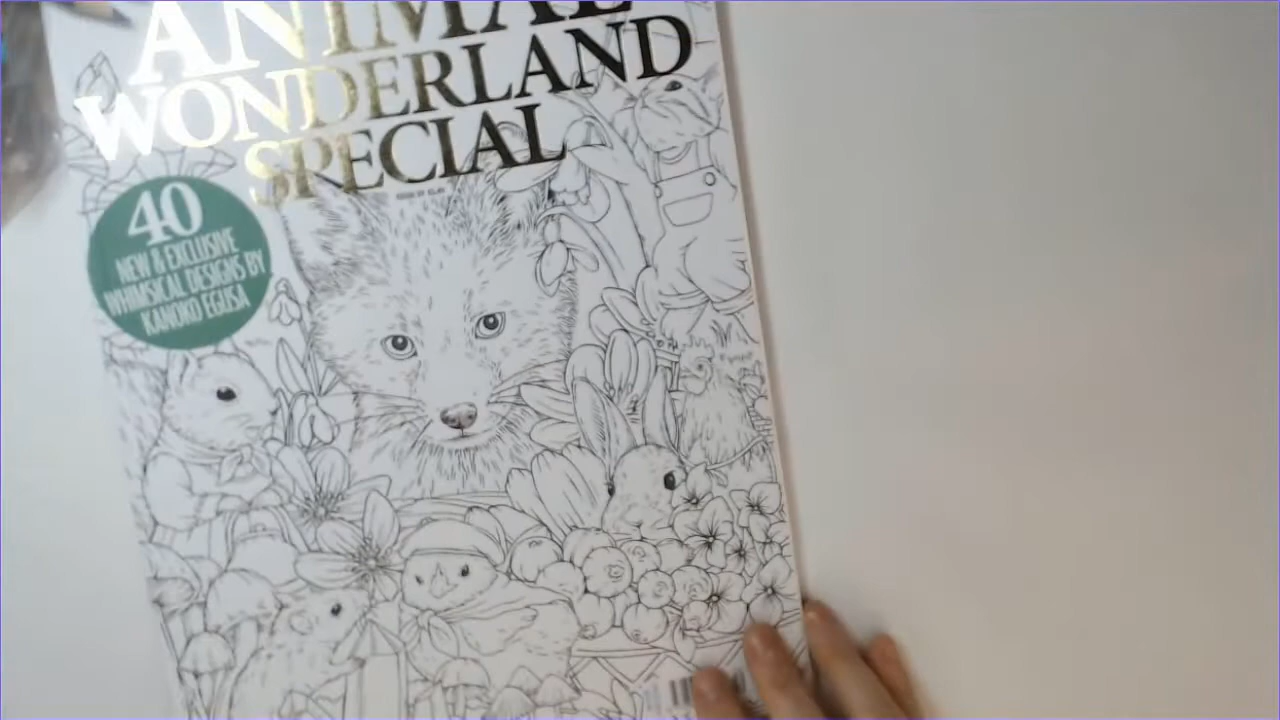 ANIMAL
WONDERLAND
SPECIAL
40
NEW & EXCLUSIVE
WHIMSICAL DESIGNS BY
KANOKO EGUSA